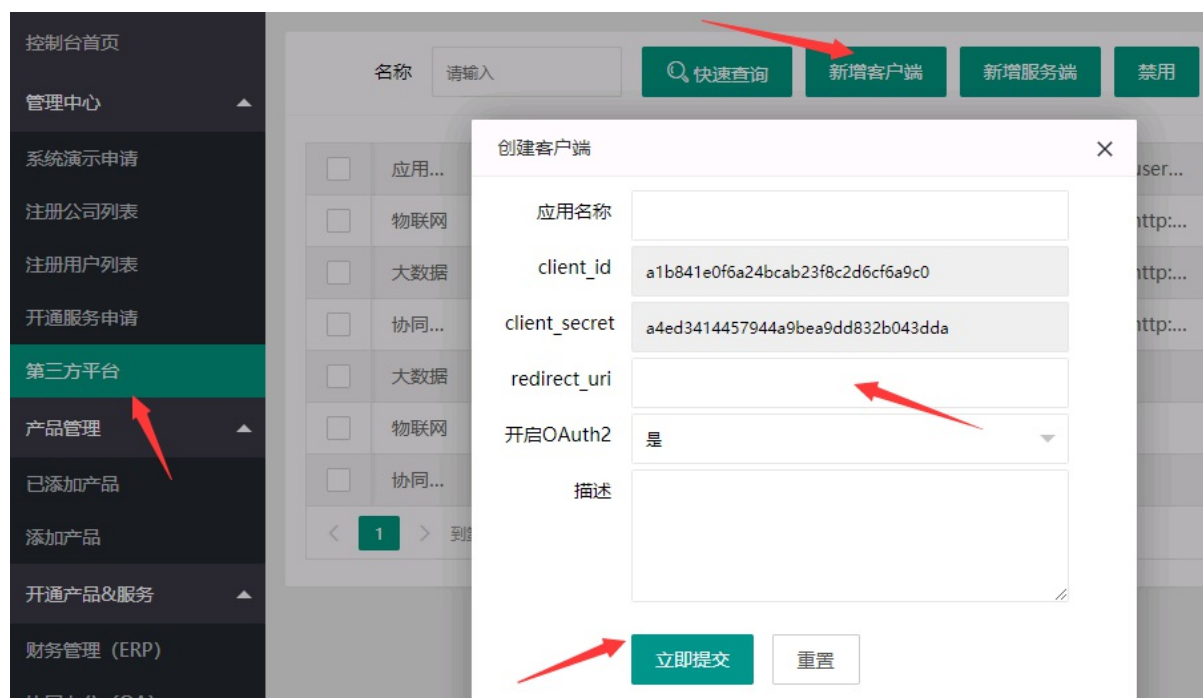 控制台首页
管理中心
系统演示申请
注册公司列表
注册用户列表
开通服务申请
第三方平台
产品管理
已添加产品
添加产品
开通产品&服务
财务管理（ERP）
名称 请输入 快速查询 新增客户端 新增服务端 禁用
应用... user...
物联网 http:...
大数据 http:...
协同... http:...
大数据
物联网
协同...
1 到
创建客户端
应用名称
client_id a1b841e0f6a24bcab23f8c2d6cf6a9c0
client_secret a4ed3414457944a9bea9dd832b043dda
redirect_uri
开启OAuth2 是
描述
立即提交 重置